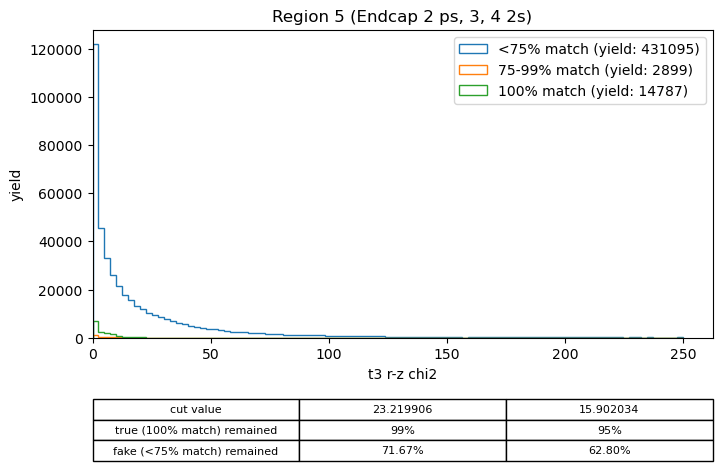 Region 5 (Endcap 2 ps, 3, 4 2s)
120000
100000
80000
60000
40000
20000
0
yield
<75% match (yield: 431095)
75-99% match (yield: 2899)
100% match (yield: 14787)
0 50 100 150 200 250
t3 r-z chi2
cut value 23.219906 15.902034
true (100% match) remained 99% 95%
fake (<75% match) remained 71.67% 62.80%